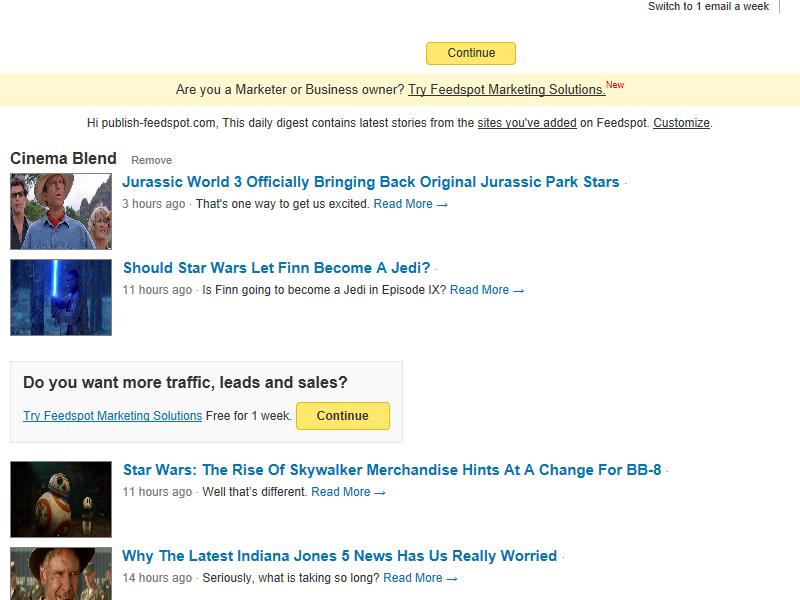 Switch to 1 email a week
Continue
Are you a Marketer or Business owner? Try Feedspot Marketing Solutions.New
Hi publish-feedspot.com, This daily digest contains latest stories from the sites you've added on Feedspot. Customize.
Cinema Blend Remove
Jurassic World 3 Officially Bringing Back Original Jurassic Park Stars ·
3 hours ago · That's one way to get us excited. Read More →
Should Star Wars Let Finn Become A Jedi? ·
11 hours ago · Is Finn going to become a Jedi in Episode IX? Read More →
Do you want more traffic, leads and sales?
Try Feedspot Marketing Solutions Free for 1 week. Continue
Star Wars: The Rise Of Skywalker Merchandise Hints At A Change For BB-8 ·
11 hours ago · Well that's different. Read More →
Why The Latest Indiana Jones 5 News Has Us Really Worried ·
14 hours ago · Seriously, what is taking so long? Read More →